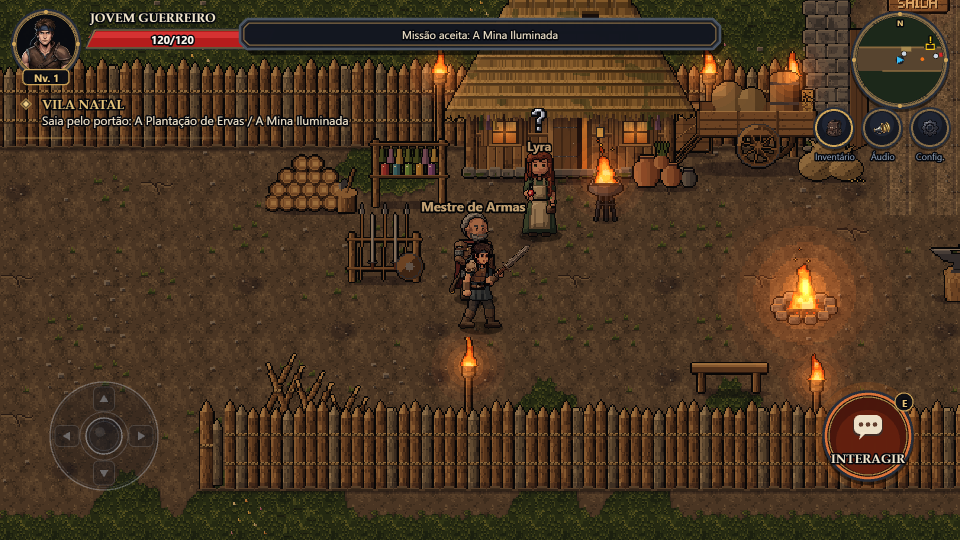 JOVEM GUERREIRO
120/120
Nv. 1
Missão aceita: A Mina Iluminada
VILA NATAL
Saia pelo portão: A Plantação de Ervas / A Mina Iluminada
N
Inventário
Áudio
Config.
?
Lyra
Mestre de Armas
E
INTERAGIR